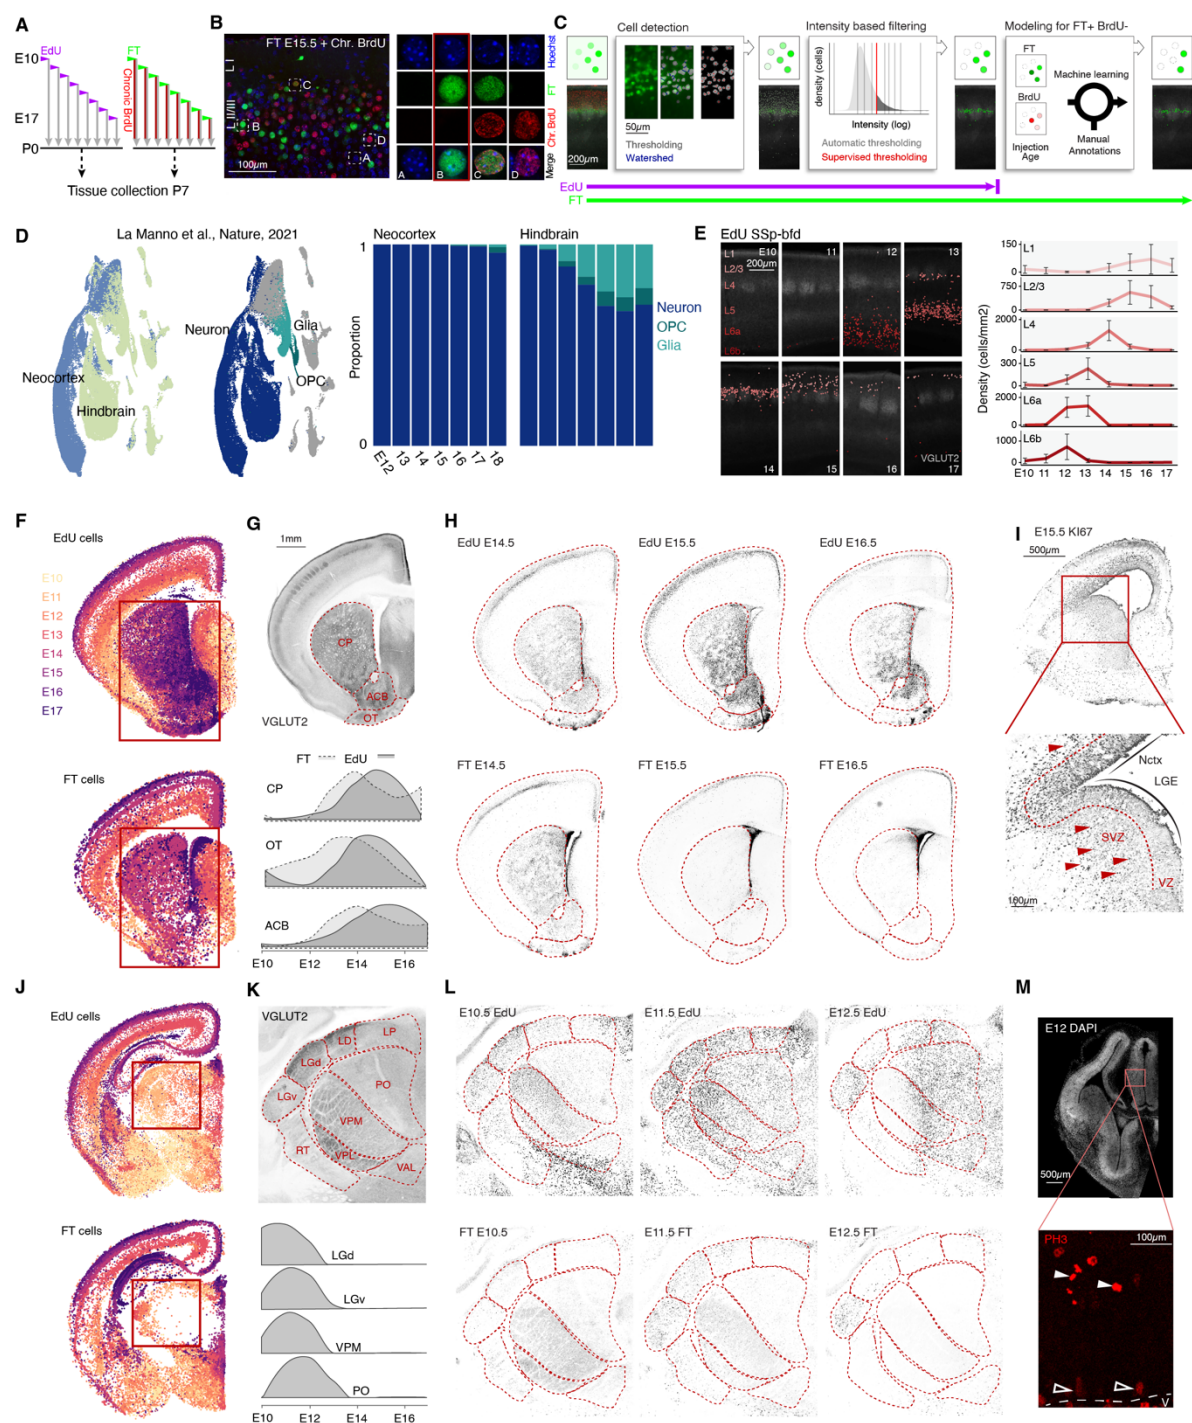 A
EdU
FT
E10
Chronic BrdU
E17
P0
Tissue collection P7
B
FT E15.5 + Chr. BrdU
L I
L II/III
C
B
D
A
100µm
A
B
C
D
Hoechst
FT
Chr. BrdU
Merge
C
Cell detection
Intensity based filtering
Modeling for FT+ BrdU-
50µm
Thresholding
Watershed
200µm
density (cells)
Intensity (log)
Automatic thresholding
Supervised thresholding
FT
BrdU
Injection
Age
Machine learning
Manual
Annotations
EdU
FT
D
La Manno et al., Nature, 2021
Neocortex
Hindbrain
Neuron
Glia
OPC
Neocortex
Hindbrain
1
Proportion
0
E12
13
14
15
16
17
18
Neuron
OPC
Glia
E
EdU SSp-bfd
L1
E10
200µm
L2/3
L4
L5
L6a
L6b
11
12
13
14
15
16
VGLUT2
17
Density (cells/mm2)
150
0
L1
750
0
L2/3
2000
0
L4
300
0
L5
2000
0
L6a
2000
0
L6b
E10 11 12 13 14 15 16 17
F
EdU cells
E10
E11
E12
E13
E14
E15
E16
E17
FT cells
G
1mm
CP
ACB
OT
VGLUT2
FT EdU
CP
OT
ACB
E10 E12 E14 E16
H
EdU E14.5
EdU E15.5
EdU E16.5
FT E14.5
FT E15.5
FT E16.5
I
E15.5 KI67
500µm
Nctx
LGE
SVZ
VZ
100µm
J
EdU cells
FT cells
K
VGLUT2
LP
LD
LGd
PO
LGv
VPM
RT
VPL
VAL
LGd
LGv
VPM
PO
E10 E12 E14 E16
L
E10.5 EdU
E11.5 EdU
E12.5 EdU
FT E10.5
E11.5 FT
E12.5 FT
M
E12 DAPI
500µm
PH3
100µm
V